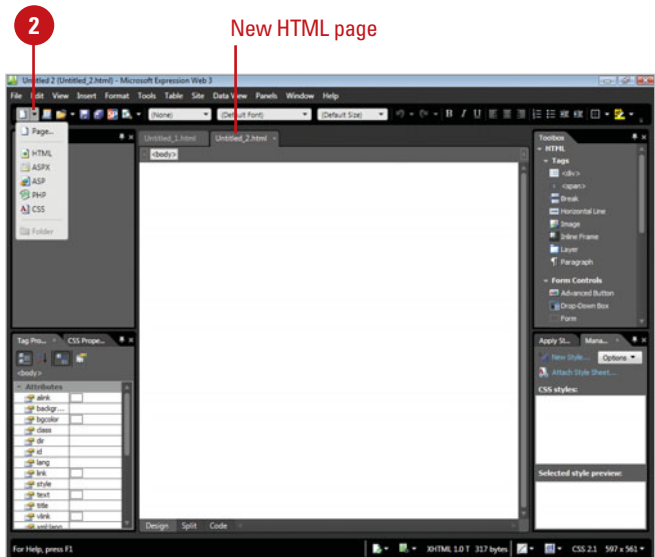 2
New HTML page
Untitled 2 (Untitled_2.html) - Microsoft Expression Web 3
File Edit View Insert Format Tools Table Site Data View Panels Window Help
(None) (Default Font) (Default Size) B I U
Page...
HTML
ASPX
ASP
PHP
CSS
Folder
Untitled_1.html Untitled_2.html
<body>
Toolbox
HTML
Tags
<div>
<span>
Break
Horizontal Line
Image
Inline Frame
Layer
Paragraph
Form Controls
Advanced Button
Drop-Down Box
Form
Tag Pro... CSS Prope...
<body>
Attributes
alink
backgr...
bgcolor
class
dir
id
lang
link
style
text
title
vlink
xml:lang
Apply St... Mana...
New Style... Options
Attach Style Sheet...
CSS styles:
Selected style preview:
Design Split Code
For Help, press F1
XHTML 1.0 T 317 bytes CSS 2.1 597 x 561